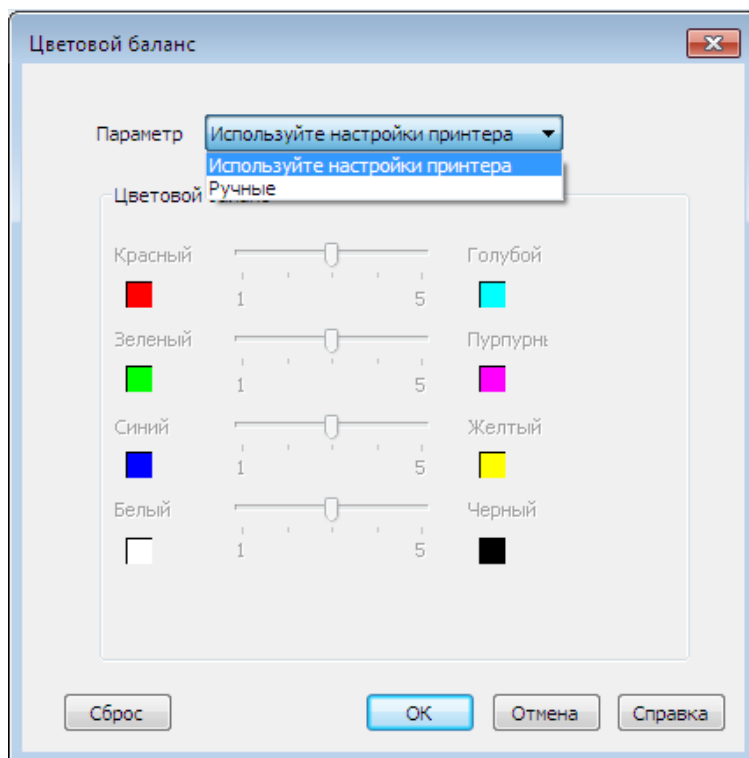 Цветовой баланс
Параметр Используйте настройки принтера
Используйте настройки принтера
Ручные
Цветовой
Красный Голубой
1 5
Зеленый Пурпурнь
1 5
Синий Желтый
1 5
Белый Черный
1 5
Сброс ОК Отмена Справка